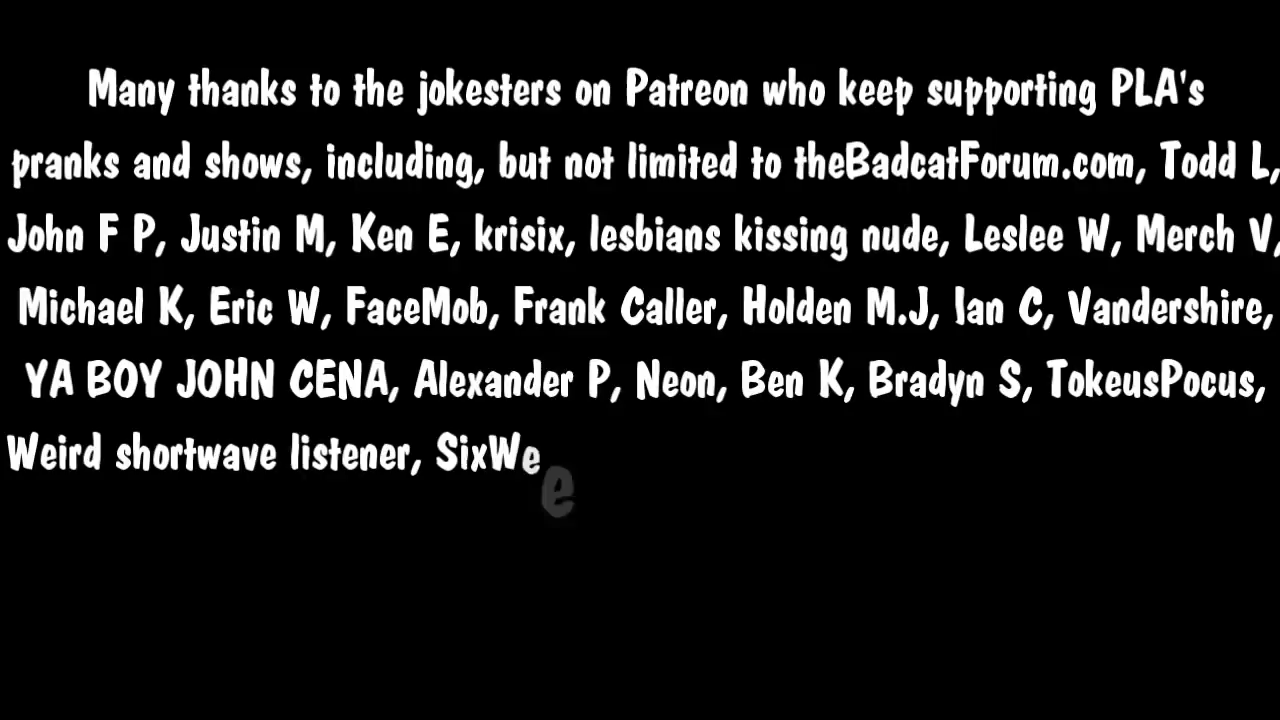 Many thanks to the jokesters on Patreon who keep supporting PLA's
pranks and shows, including, but not limited to theBadcatForum.com, Todd L,
John F P, Justin M, Ken E, krisix, lesbians kissing nude, Leslee W, Merch V,
Michael K, Eric W, FaceMob, Frank Caller, Holden M.J, Ian C, Vandershire,
YA BOY JOHN CENA, Alexander P, Neon, Ben K, Bradyn S, TokeusPocus,
Weird shortwave listener, SixWee